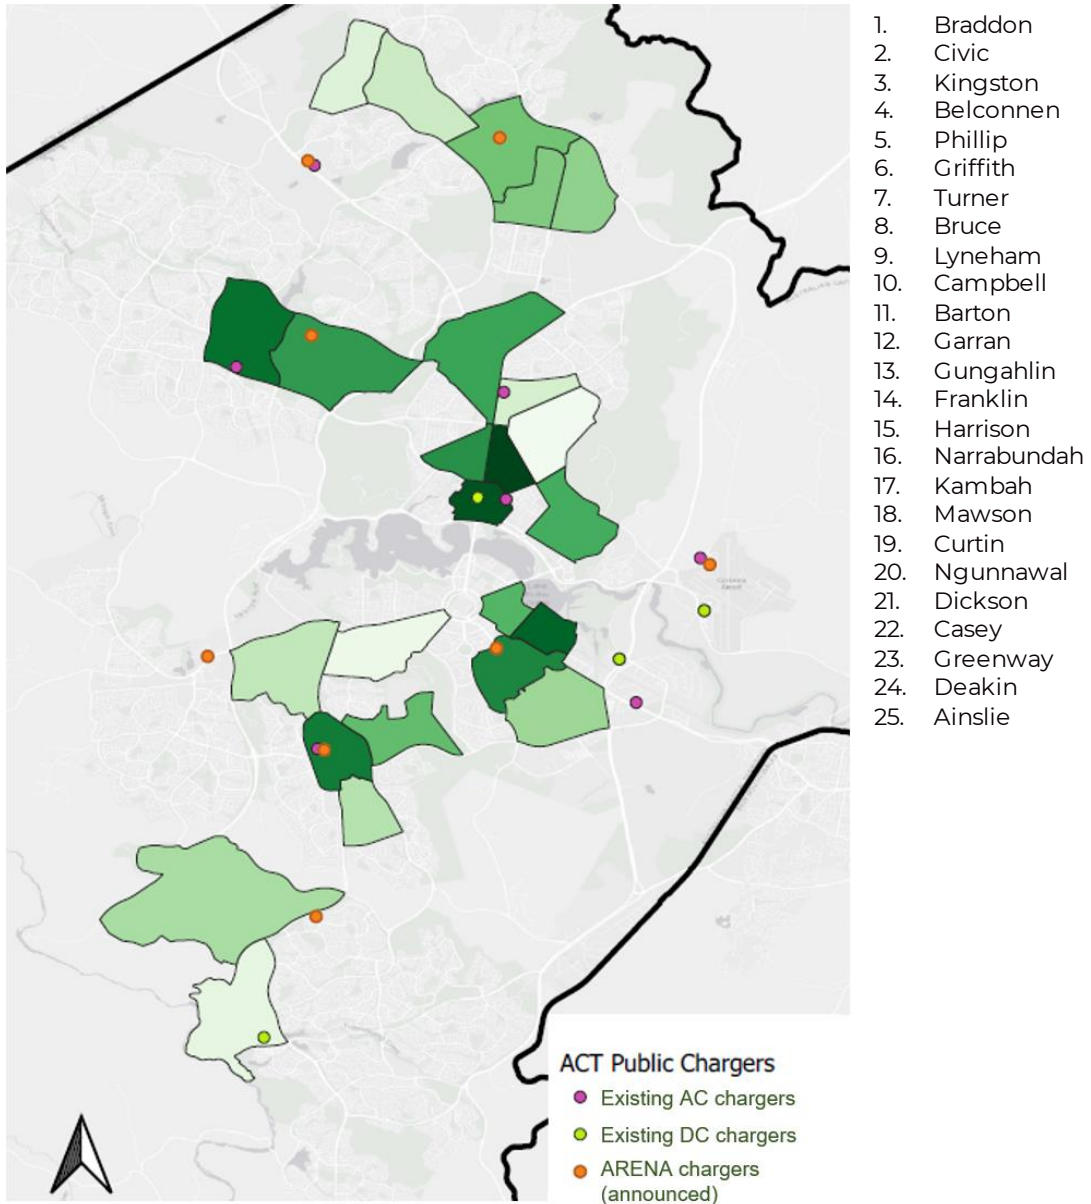 1. Braddon
2. Civic
3. Kingston
4. Belconnen
5. Phillip
6. Griffith
7. Turner
8. Bruce
9. Lyneham
10. Campbell
11. Barton
12. Garran
13. Gungahlin
14. Franklin
15. Harrison
16. Narrabundah
17. Kambah
18. Mawson
19. Curtin
20. Ngunnawal
21. Dickson
22. Casey
23. Greenway
24. Deakin
25. Ainslie
ACT Public Chargers
Existing AC chargers
Existing DC chargers
ARENA chargers
(announced)